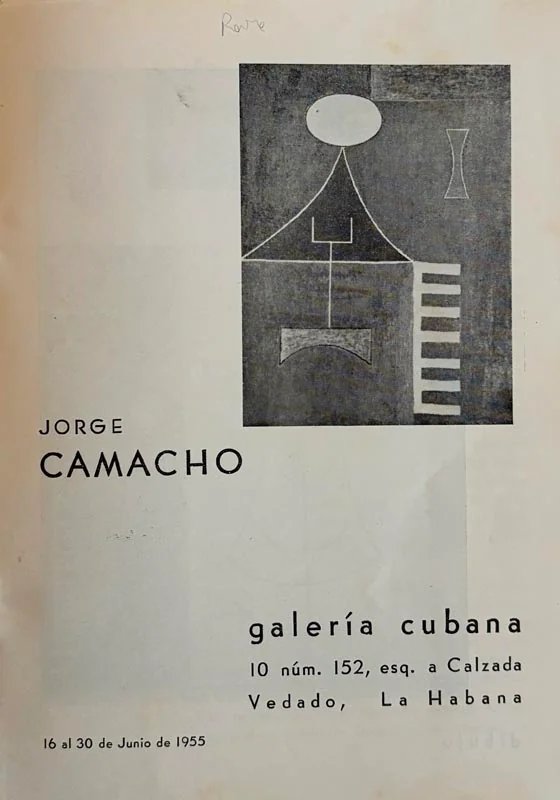 JORGE
CAMACHO
galería cubana
10 núm. 152, esq. a Calzada
Vedado, La Habana
16 al 30 de Junio de 1955